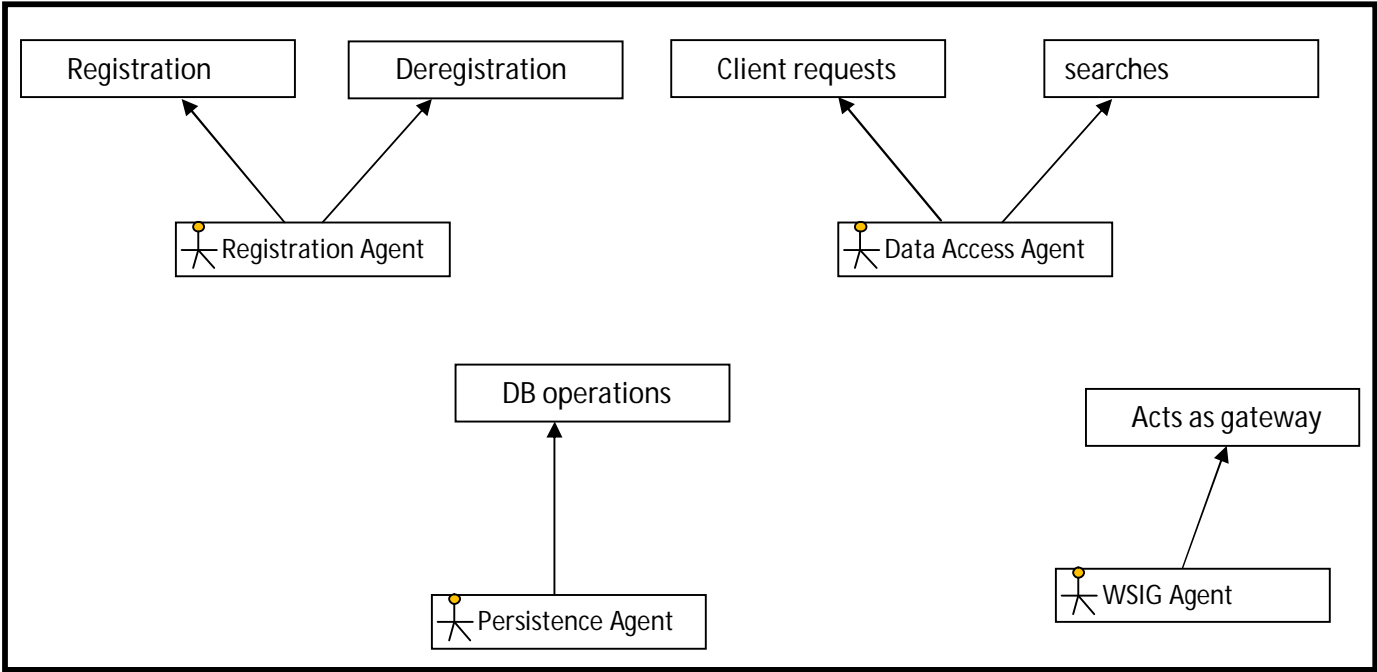 Registration
Deregistration
Client requests
searches
Registration Agent
Data Access Agent
DB operations
Acts as gateway
Persistence Agent
WSIG Agent